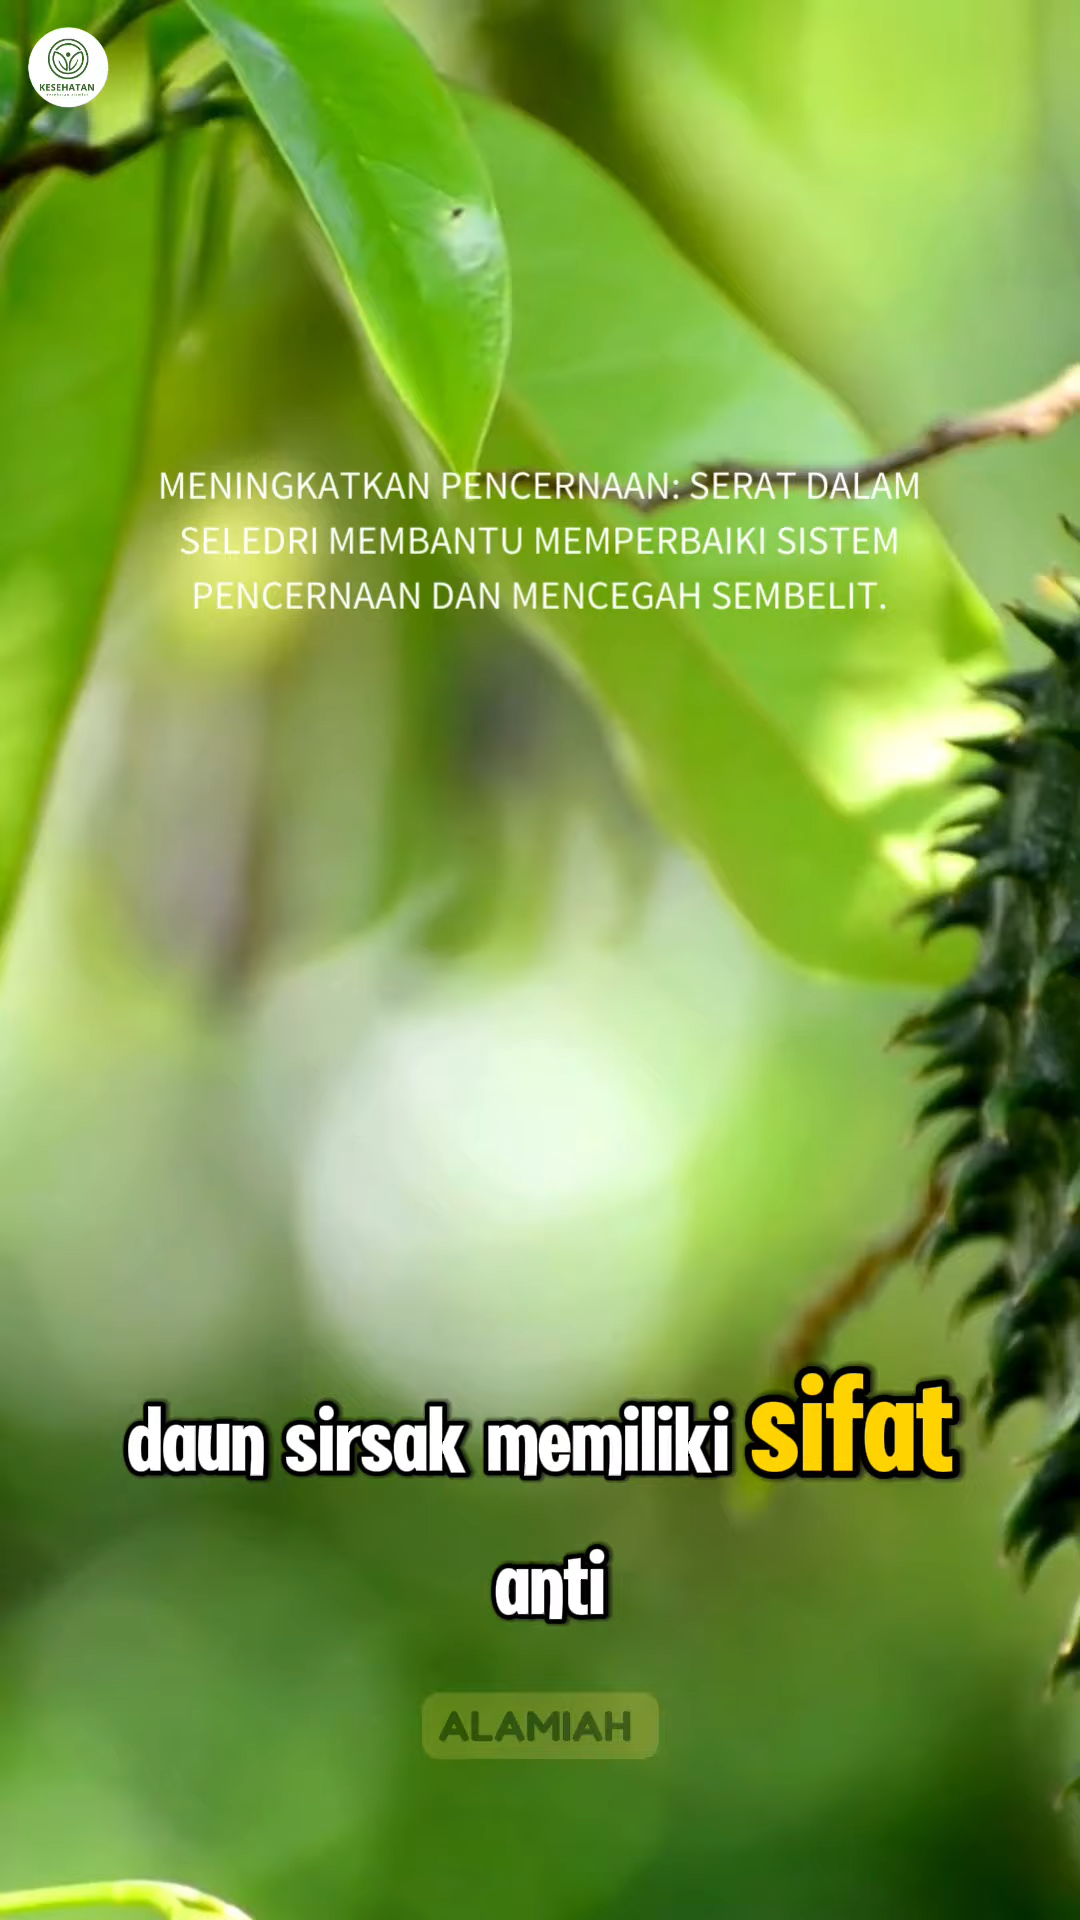 KESEHATAN
MENINGKATKAN PENCERNAAN: SERAT DALAM
SELEDRI MEMBANTU MEMPERBAIKI SISTEM
PENCERNAAN DAN MENCEGAH SEMBELIT.
daun sirsak memiliki sifat
anti
ALAMIAH